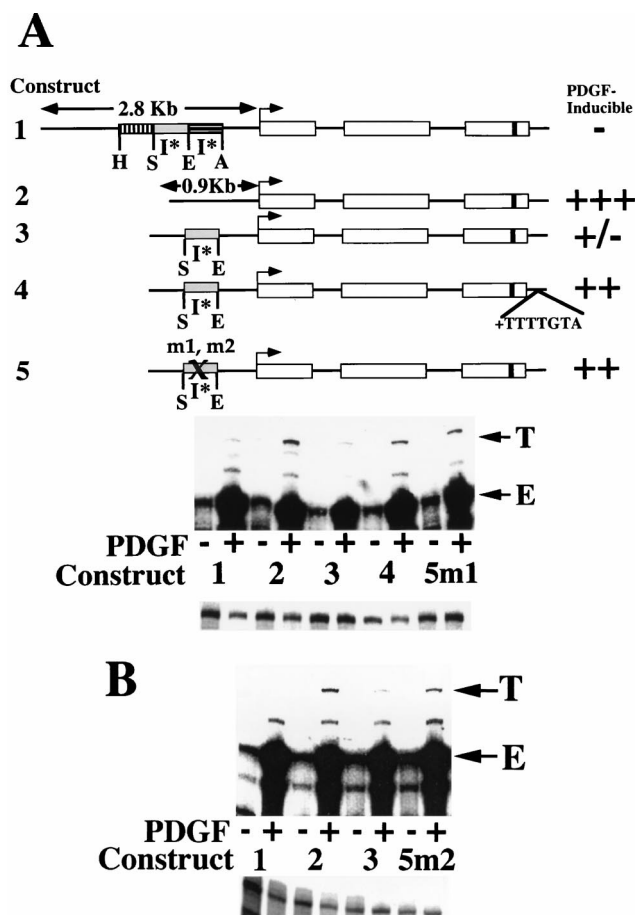 A
Construct
PDGF-
Inducible
2.8 Kb
1
I* I*
-
H S E A
2
0.9Kb
+++
3
+/-
S I* E
4
++
S I* E
+TTTTGTA
m1, m2
5
X
++
S I* E
T
E
PDGF - + - + - + - + - +
Construct 1 2 3 4 5m1
B
T
E
PDGF - + - + - + - +
Construct 1 2 3 5m2